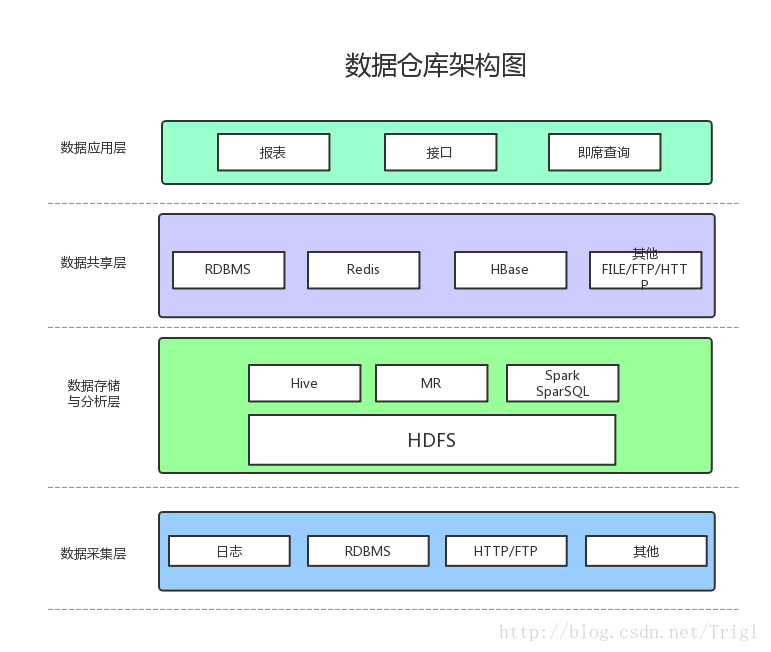 数据仓库架构图
数据应用层
报表
接口
即席查询
数据共享层
RDBMS
Redis
HBase
其他
FILE/FTP/HTT
P
数据存储
与分析层
Hive
MR
Spark
SparSQL
HDFS
数据采集层
日志
RDBMS
HTTP/FTP
其他
http://blog.csdn.net/Trigl